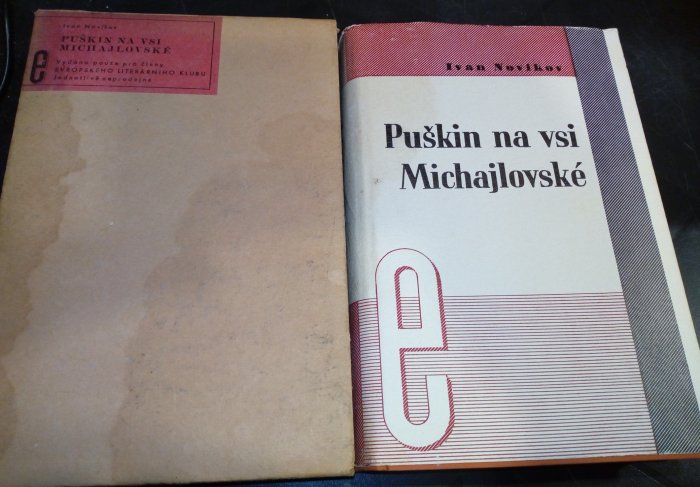 Ivan Novikov
PUŠKIN NA VSI
MICHAJLOVSKÉ
Vydáno pouze pro členy
EVROPSKÉHO LITERÁRNÍHO KLUBU
Jednotlivě neprodejné
e
Ivan Novikov
Puškin na vsi
Michajlovské
e